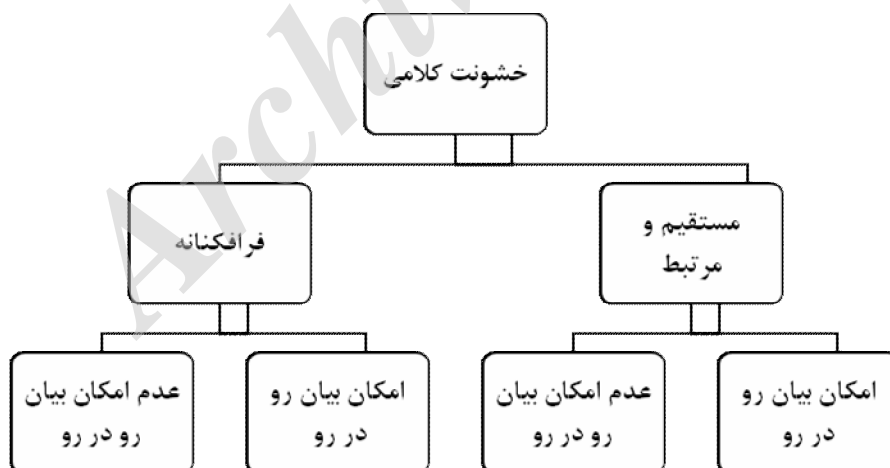 Archiv
خشونت کلامی
مستقیم و
مرتبط
فرافکنانه
امکان بیان رو
در رو
عدم امکان بیان
رو در رو
امکان بیان رو
در رو
عدم امکان بیان
رو در رو